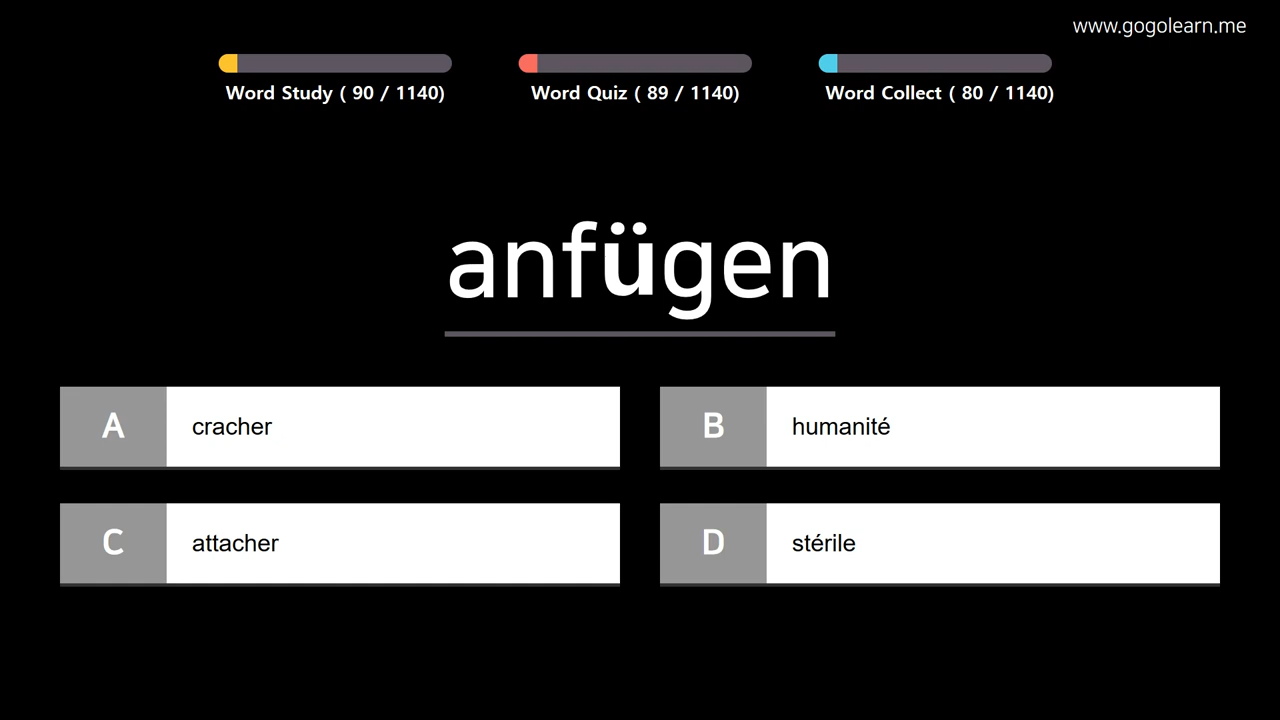 www.gogolearn.me
Word Study ( 90 / 1140)
Word Quiz ( 89 / 1140)
Word Collect ( 80 / 1140)
anfügen
A cracher
B humanité
C attacher
D stérile